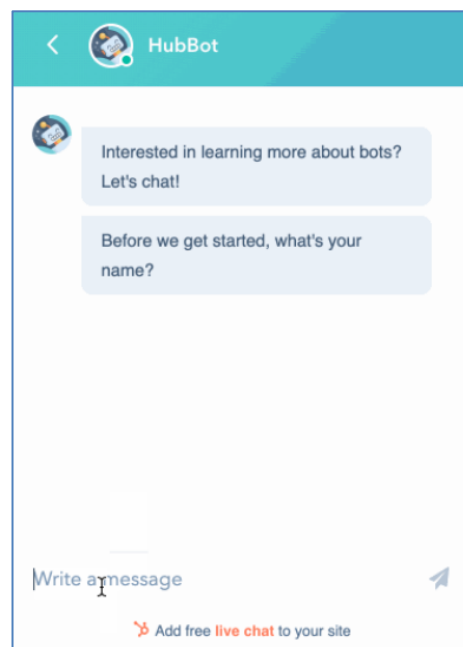 HubBot
Interested in learning more about bots?
Let's chat!
Before we get started, what's your
name?
Write a message
Add free live chat to your site